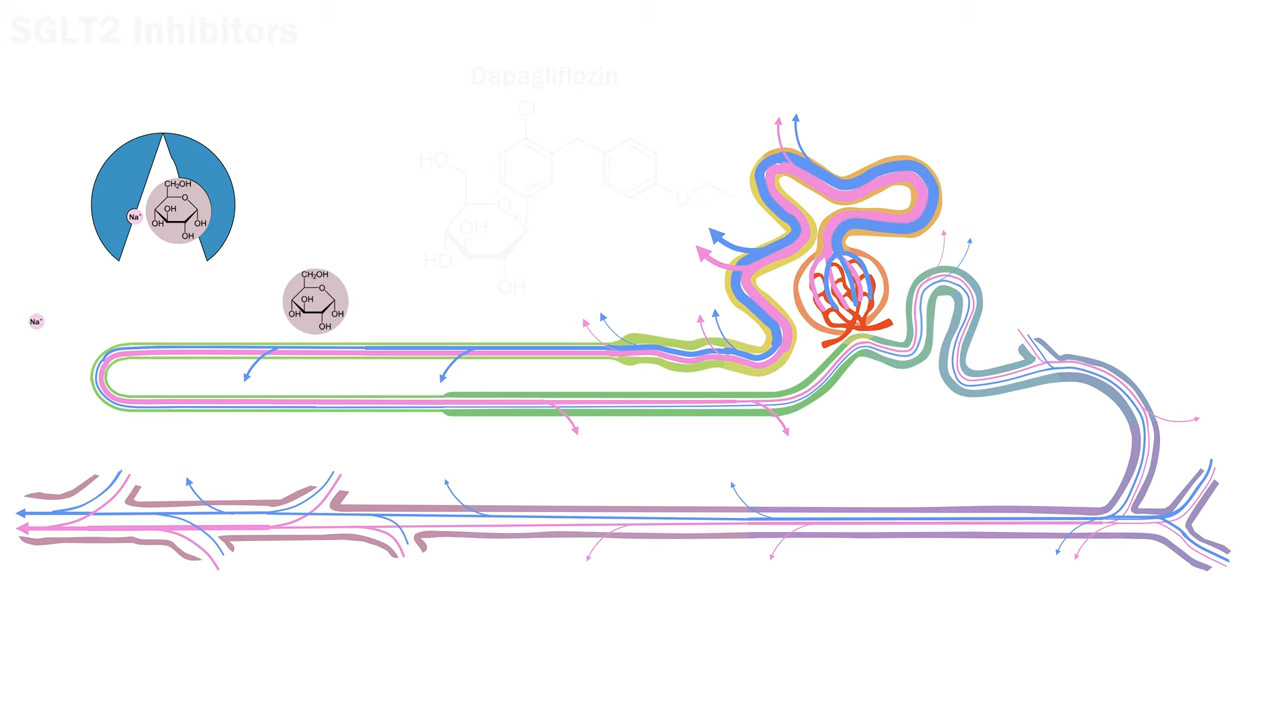 SGLT2 Inhibitors
Dapagliflozin
Cl
HO
O
OH
HO
OH
O
CH₂OH
O
Na⁺
OH
OH
OH
OH
CH₂OH
O
OH
OH
OH
OH
Na⁺